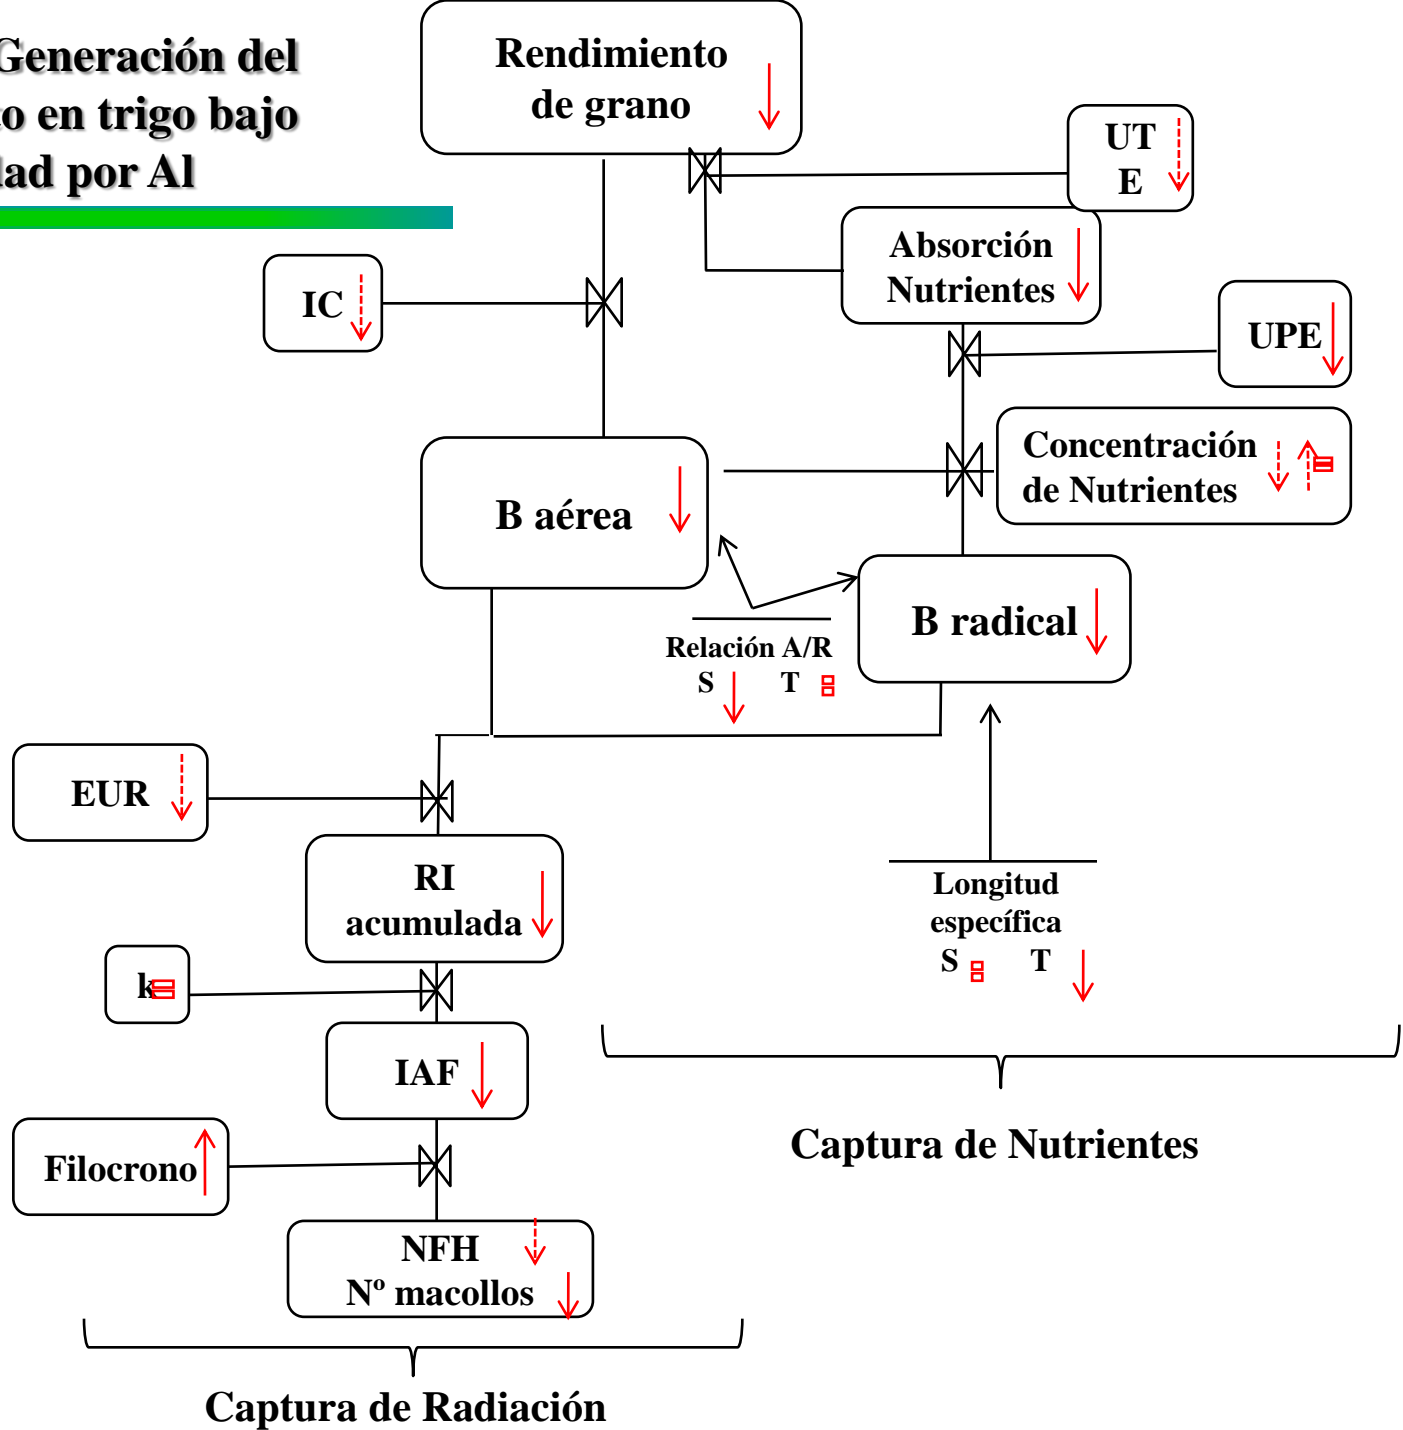 Generación del
en trigo bajo
por Al
Rendimiento
de grano
UT
E
Absorción
Nutrientes
IC
UPE
Concentración
de Nutrientes
B aérea
B radical
Relación A/R
S T
EUR
RI
acumulada
Longitud
específica
S T
k
IAF
Filocrono
Captura de Nutrientes
NFH
Nº macollos
Captura de Radiación